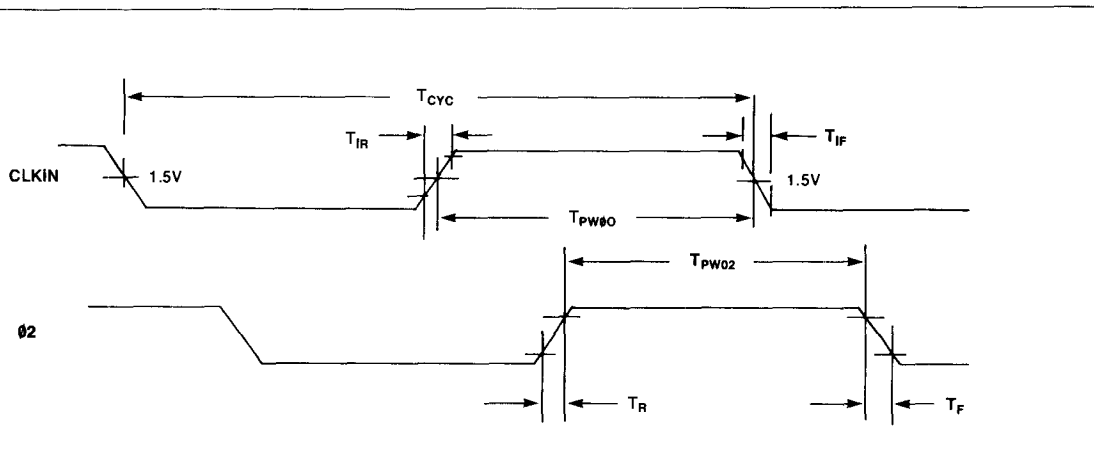 TCYC
TIR
TIF
CLKIN
1.5V
1.5V
TPWØO
TPW02
Ø2
TR
TF